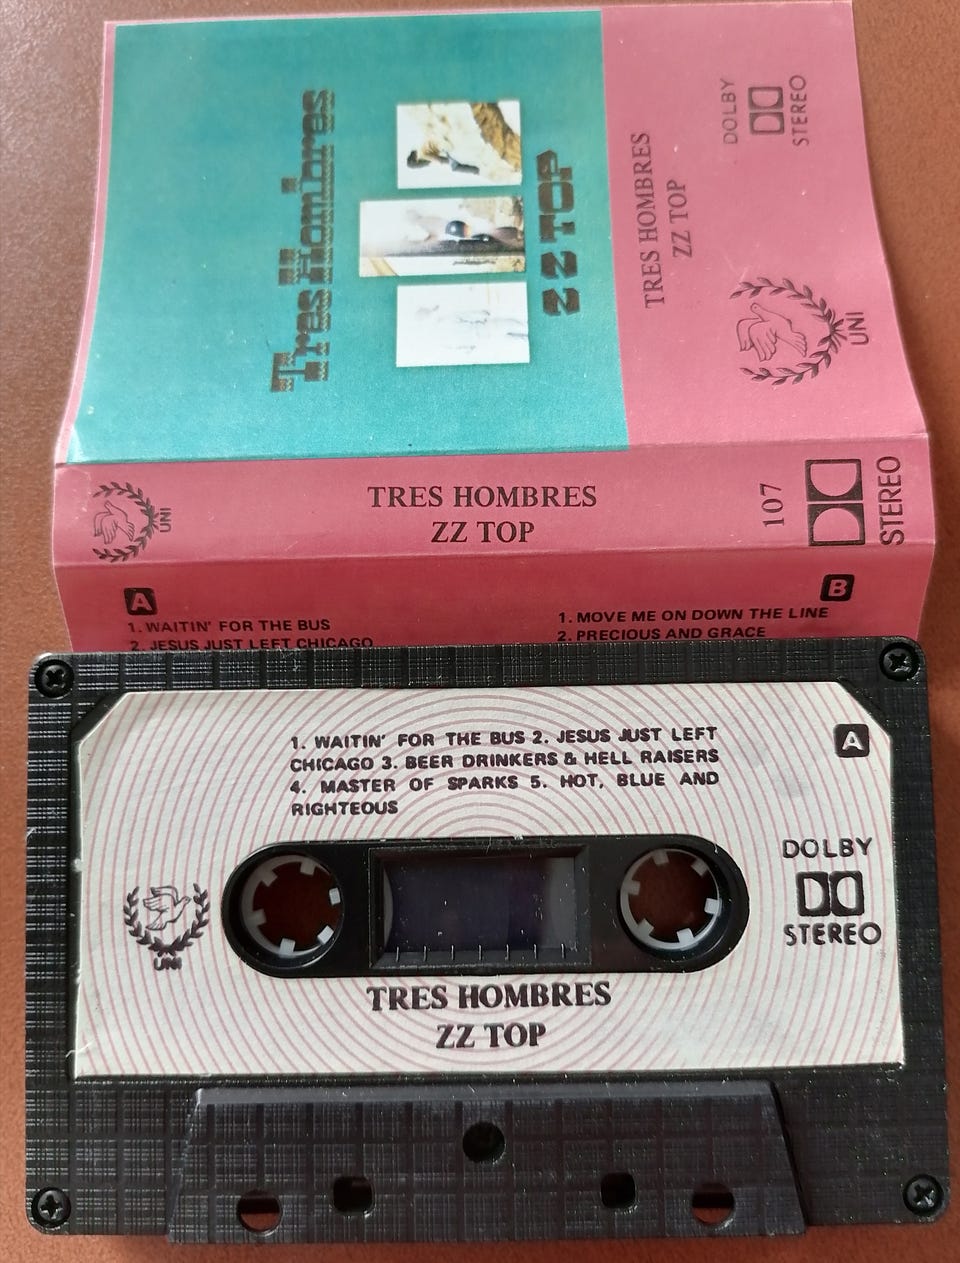 Tres Hombres
ZZ TOP
TRES HOMBRES
ZZ TOP
DOLBY
STEREO
UNI
UNI
TRES HOMBRES
ZZ TOP
107
STEREO
A
1. WAITIN' FOR THE BUS
2. JESUS JUST LEFT CHICAGO
B
1. MOVE ME ON DOWN THE LINE
2. PRECIOUS AND GRACE
1. WAITIN' FOR THE BUS 2. JESUS JUST LEFT
CHICAGO 3. BEER DRINKERS & HELL RAISERS
4. MASTER OF SPARKS 5. HOT, BLUE AND
RIGHTEOUS
A
DOLBY
STEREO
UNI
TRES HOMBRES
ZZ TOP